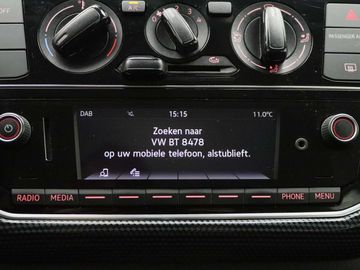 PASSENGER A
DAB 15:15 11.0°C
Zoeken naar
VW BT 8478
op uw mobiele telefoon, alstublieft.
RADIO MEDIA PHONE MENU